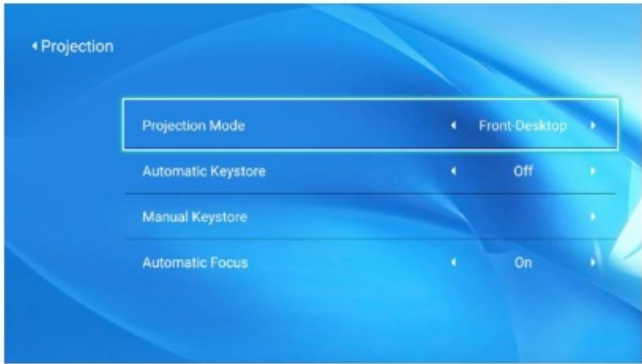 Projection
Projection Mode Front-Desktop
Automatic Keystore Off
Manual Keystore
Automatic Focus On